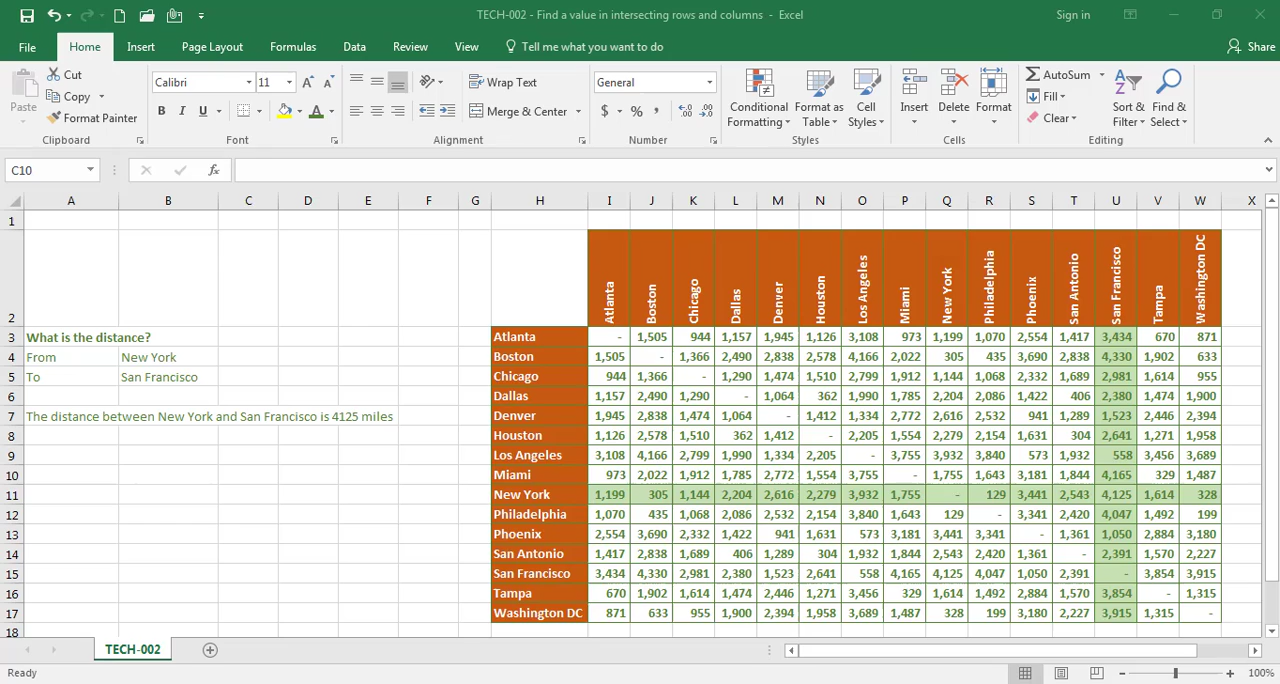 TECH-002 - Find a value in intersecting rows and columns - Excel
Sign in
File Home Insert Page Layout Formulas Data Review View Tell me what you want to do Share
Paste
Cut
Copy
Format Painter
Clipboard
Calibri 11
B I U A
Font
Wrap Text
Merge & Center
Alignment
General
$ % ,
Number
Conditional Formatting
Format as Table
Cell Styles
Styles
Insert Delete Format
Cells
AutoSum
Fill
Clear
Sort & Filter
Find & Select
Editing
C10 fx
A B C D E F G H I J K L M N O P Q R S T U V W X
1
2 Atlanta Boston Chicago Dallas Denver Houston Los Angeles Miami New York Philadelphia Phoenix San Antonio San Francisco Tampa Washington DC
3 What is the distance? Atlanta - 1,505 944 1,157 1,945 1,126 3,108 973 1,199 1,070 2,554 1,417 3,434 670 871
4 From New York Boston 1,505 - 1,366 2,490 2,838 2,578 4,166 2,022 305 435 3,690 2,838 4,330 1,902 633
5 To San Francisco Chicago 944 1,366 - 1,290 1,474 1,510 2,799 1,912 1,144 1,068 2,332 1,689 2,981 1,614 955
6 Dallas 1,157 2,490 1,290 - 1,064 362 1,990 1,785 2,204 2,086 1,422 406 2,380 1,474 1,900
7 The distance between New York and San Francisco is 4125 miles Denver 1,945 2,838 1,474 1,064 - 1,412 1,334 2,772 2,616 2,532 941 1,289 1,523 2,446 2,394
8 Houston 1,126 2,578 1,510 362 1,412 - 2,205 1,554 2,279 2,154 1,631 304 2,641 1,271 1,958
9 Los Angeles 3,108 4,166 2,799 1,990 1,334 2,205 - 3,755 3,932 3,840 573 1,932 558 3,456 3,689
10 Miami 973 2,022 1,912 1,785 2,772 1,554 3,755 - 1,755 1,643 3,181 1,844 4,165 329 1,487
11 New York 1,199 305 1,144 2,204 2,616 2,279 3,932 1,755 - 129 3,441 2,543 4,125 1,614 328
12 Philadelphia 1,070 435 1,068 2,086 2,532 2,154 3,840 1,643 129 - 3,341 2,420 4,047 1,492 199
13 Phoenix 2,554 3,690 2,332 1,422 941 1,631 573 3,181 3,441 3,341 - 1,361 1,050 2,884 3,180
14 San Antonio 1,417 2,838 1,689 406 1,289 304 1,932 1,844 2,543 2,420 1,361 - 2,391 1,570 2,227
15 San Francisco 3,434 4,330 2,981 2,380 1,523 2,641 558 4,165 4,125 4,047 1,050 2,391 - 3,854 3,915
16 Tampa 670 1,902 1,614 1,474 2,446 1,271 3,456 329 1,614 1,492 2,884 1,570 3,854 - 1,315
17 Washington DC 871 633 955 1,900 2,394 1,958 3,689 1,487 328 199 3,180 2,227 3,915 1,315 -
18
TECH-002
Ready 100%